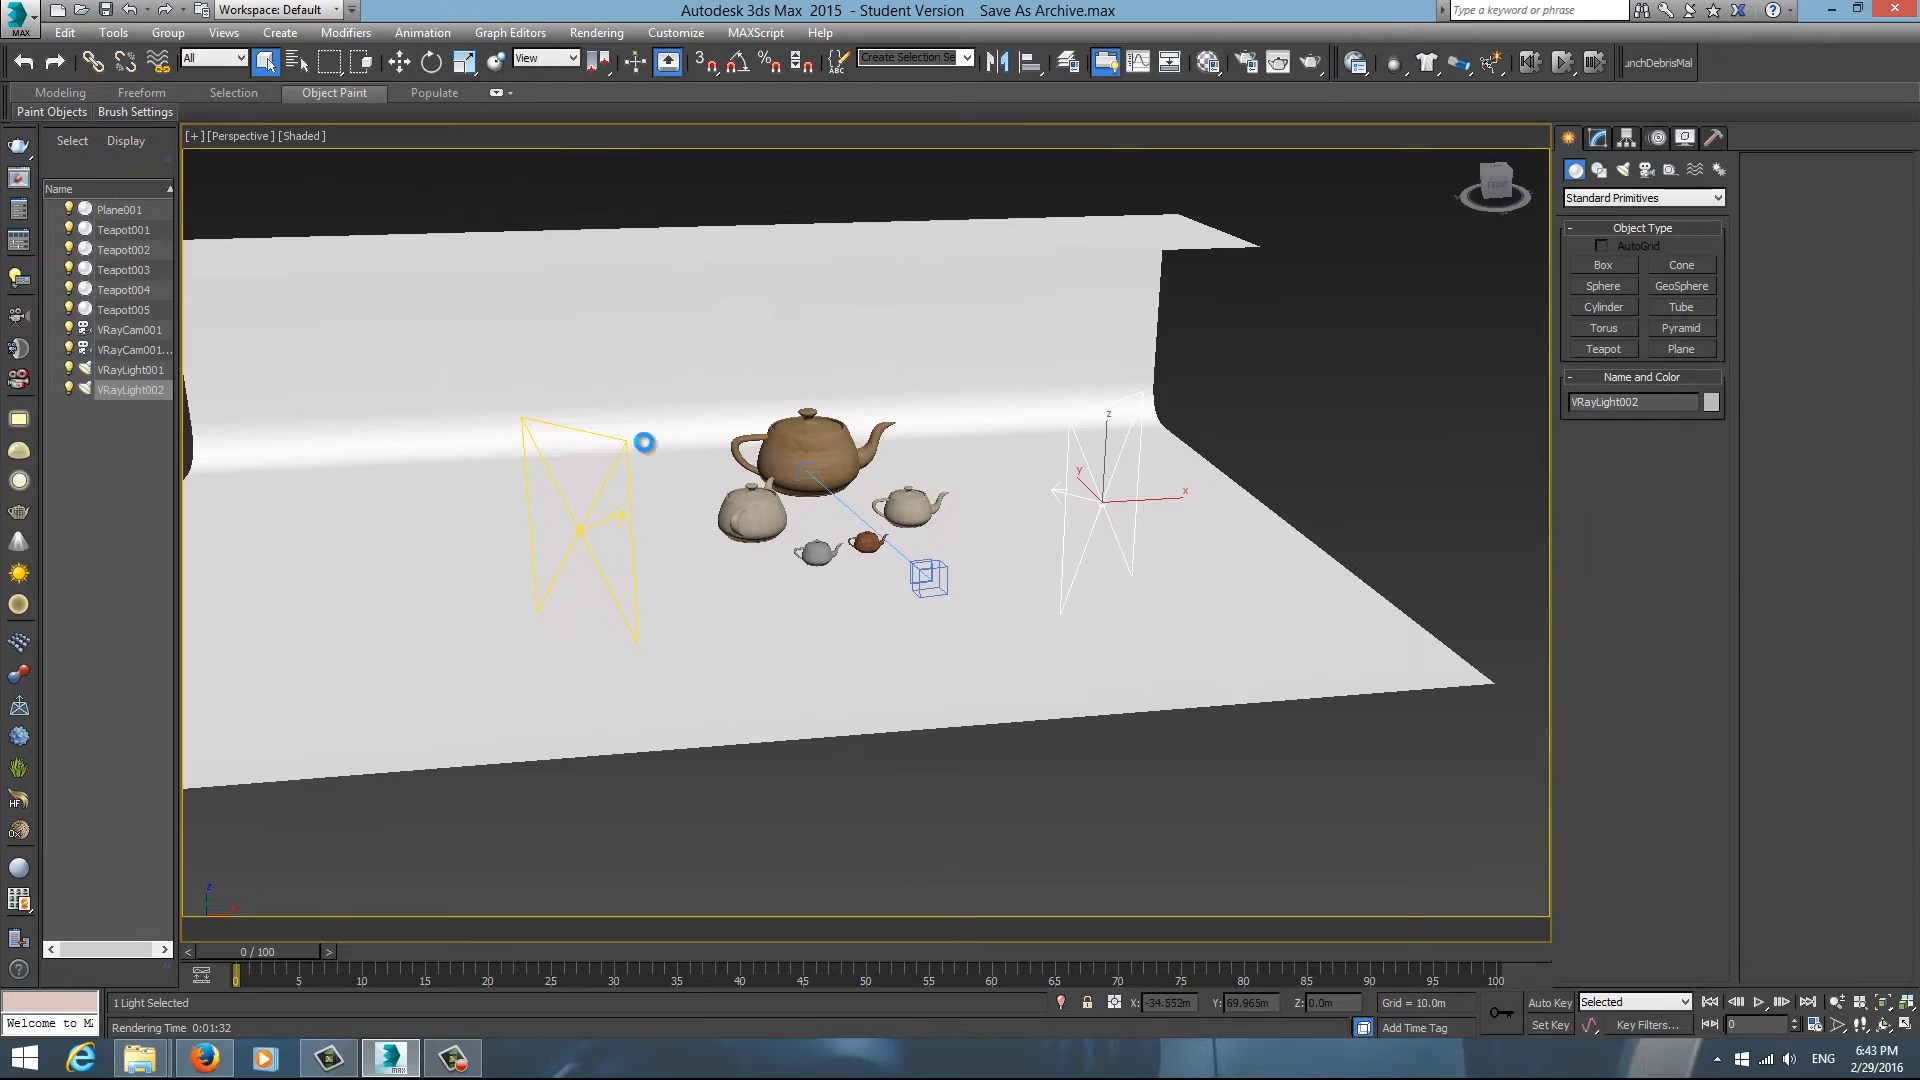 Workspace: Default
Autodesk 3ds Max 2015 - Student Version Save As Archive.max
Type a keyword or phrase
MAX
Edit Tools Group Views Create Modifiers Animation Graph Editors Rendering Customize MAXScript Help
All
View
3
Create Selection Se
unchDebrisMal
Modeling Freeform Selection Object Paint Populate
Paint Objects Brush Settings
Select Display
Name
Plane001
Teapot001
Teapot002
Teapot003
Teapot004
Teapot005
VRayCam001
VRayCam001...
VRayLight001
VRayLight002
[+] [Perspective] [Shaded]
FRONT
z
y
x
z
x
Standard Primitives
- Object Type
AutoGrid
Box Cone
Sphere GeoSphere
Cylinder Tube
Torus Pyramid
Teapot Plane
- Name and Color
VRayLight002
< 0 / 100 >
0 5 10 15 20 25 30 35 40 45 50 55 60 65 70 75 80 85 90 95 100
1 Light Selected
X: -34.552m Y: 69.965m Z: 0.0m Grid = 10.0m
Auto Key Selected
Welcome to M
Rendering Time 0:01:32
Add Time Tag
Set Key Key Filters... 0
ENG
6:43 PM
2/29/2016